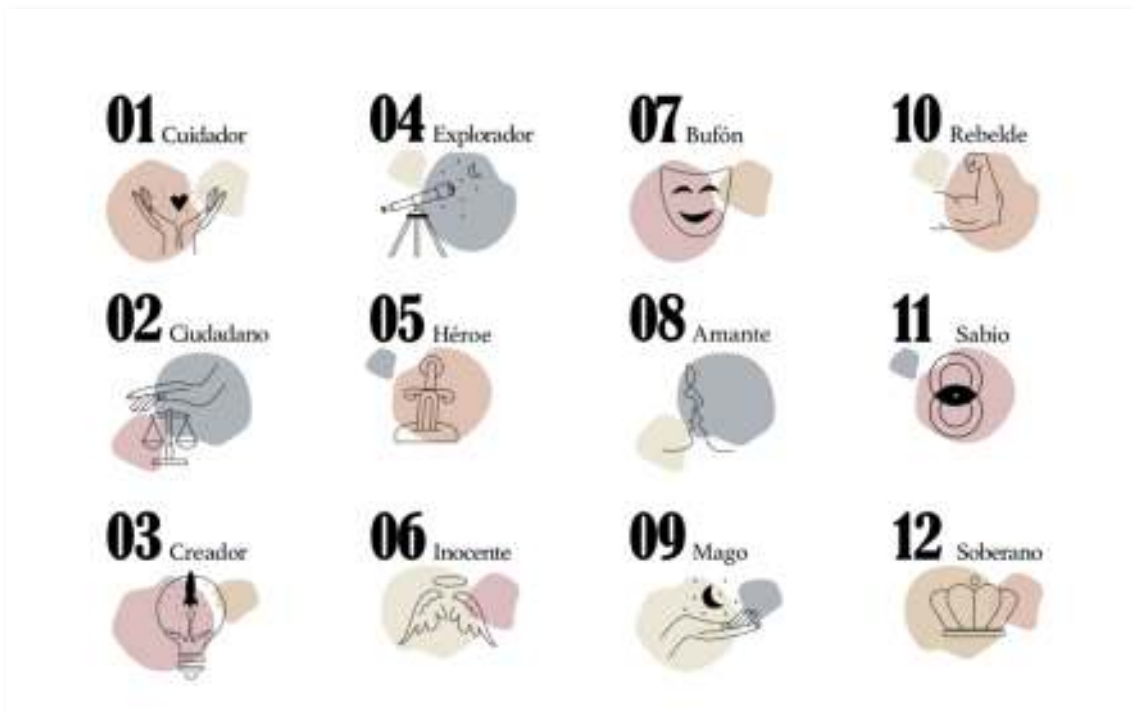 01 Cuidador
04 Explorador
07 Bufón
10 Rebelde
02 Ciudadano
05 Héroe
08 Amante
11 Sabio
03 Creador
06 Inocente
09 Mago
12 Soberano